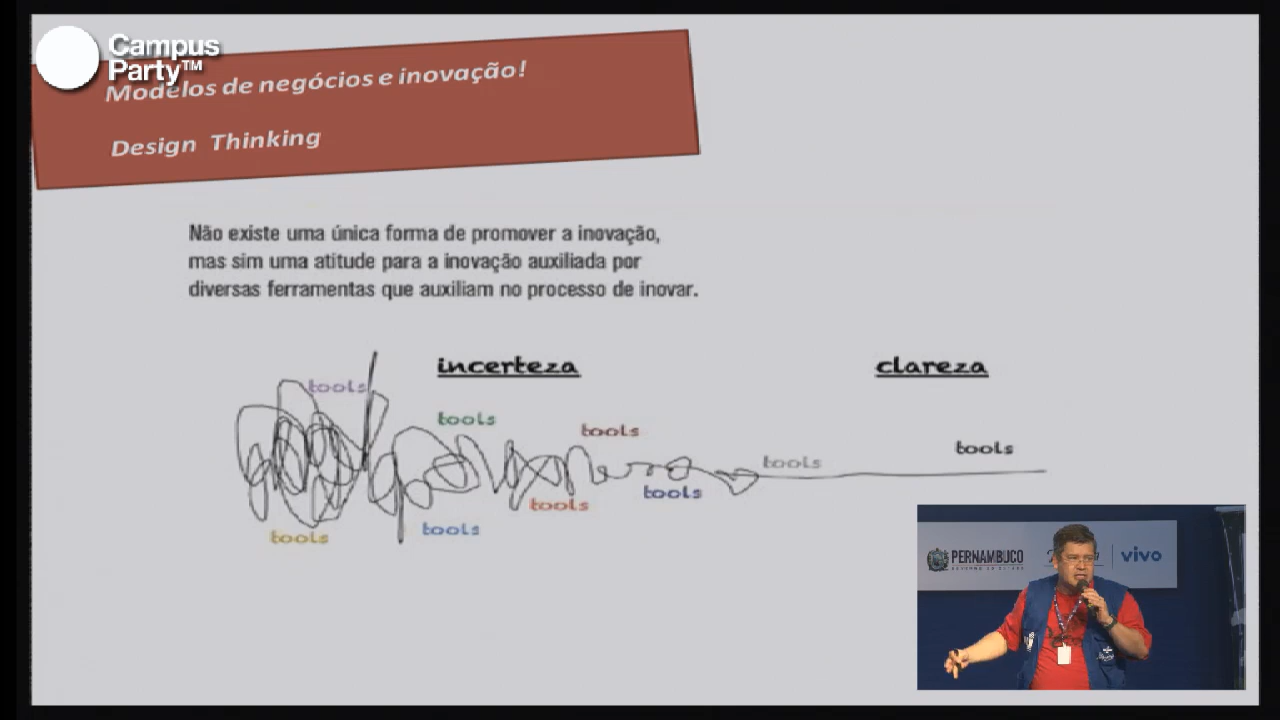 Campus
Party™
Modelos de negócios e inovação!
Design Thinking
Não existe uma única forma de promover a inovação,
mas sim uma atitude para a inovação auxiliada por
diversas ferramentas que auxiliam no processo de inovar.
incerteza
clareza
tools
tools
tools
tools
tools
tools
tools
tools
tools
PERNAMBUCO
vivo